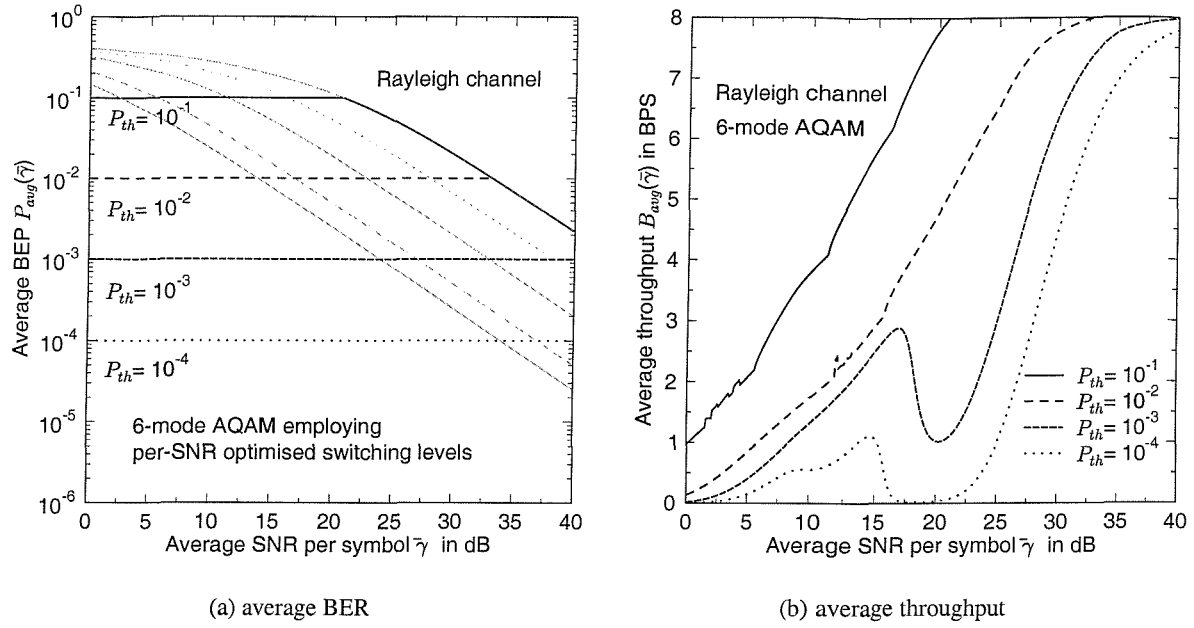 10^0
10^-1
10^-2
10^-3
10^-4
10^-5
10^-6
Average BEP P_avg(γ̄)
Rayleigh channel
P_th= 10^-1
P_th= 10^-2
P_th= 10^-3
P_th= 10^-4
6-mode AQAM employing
per-SNR optimised switching levels
0 5 10 15 20 25 30 35 40
Average SNR per symbol γ̄ in dB
(a) average BER
8
7
6
5
4
3
2
1
0
Average throughput B_avg(γ̄) in BPS
Rayleigh channel
6-mode AQAM
P_th= 10^-1
P_th= 10^-2
P_th= 10^-3
P_th= 10^-4
0 5 10 15 20 25 30 35 40
Average SNR per symbol γ̄ in dB
(b) average throughput